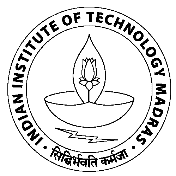 · INDIAN INSTITUTE OF TECHNOLOGY MADRAS ·
सिद्धिर्भवति कर्मजा